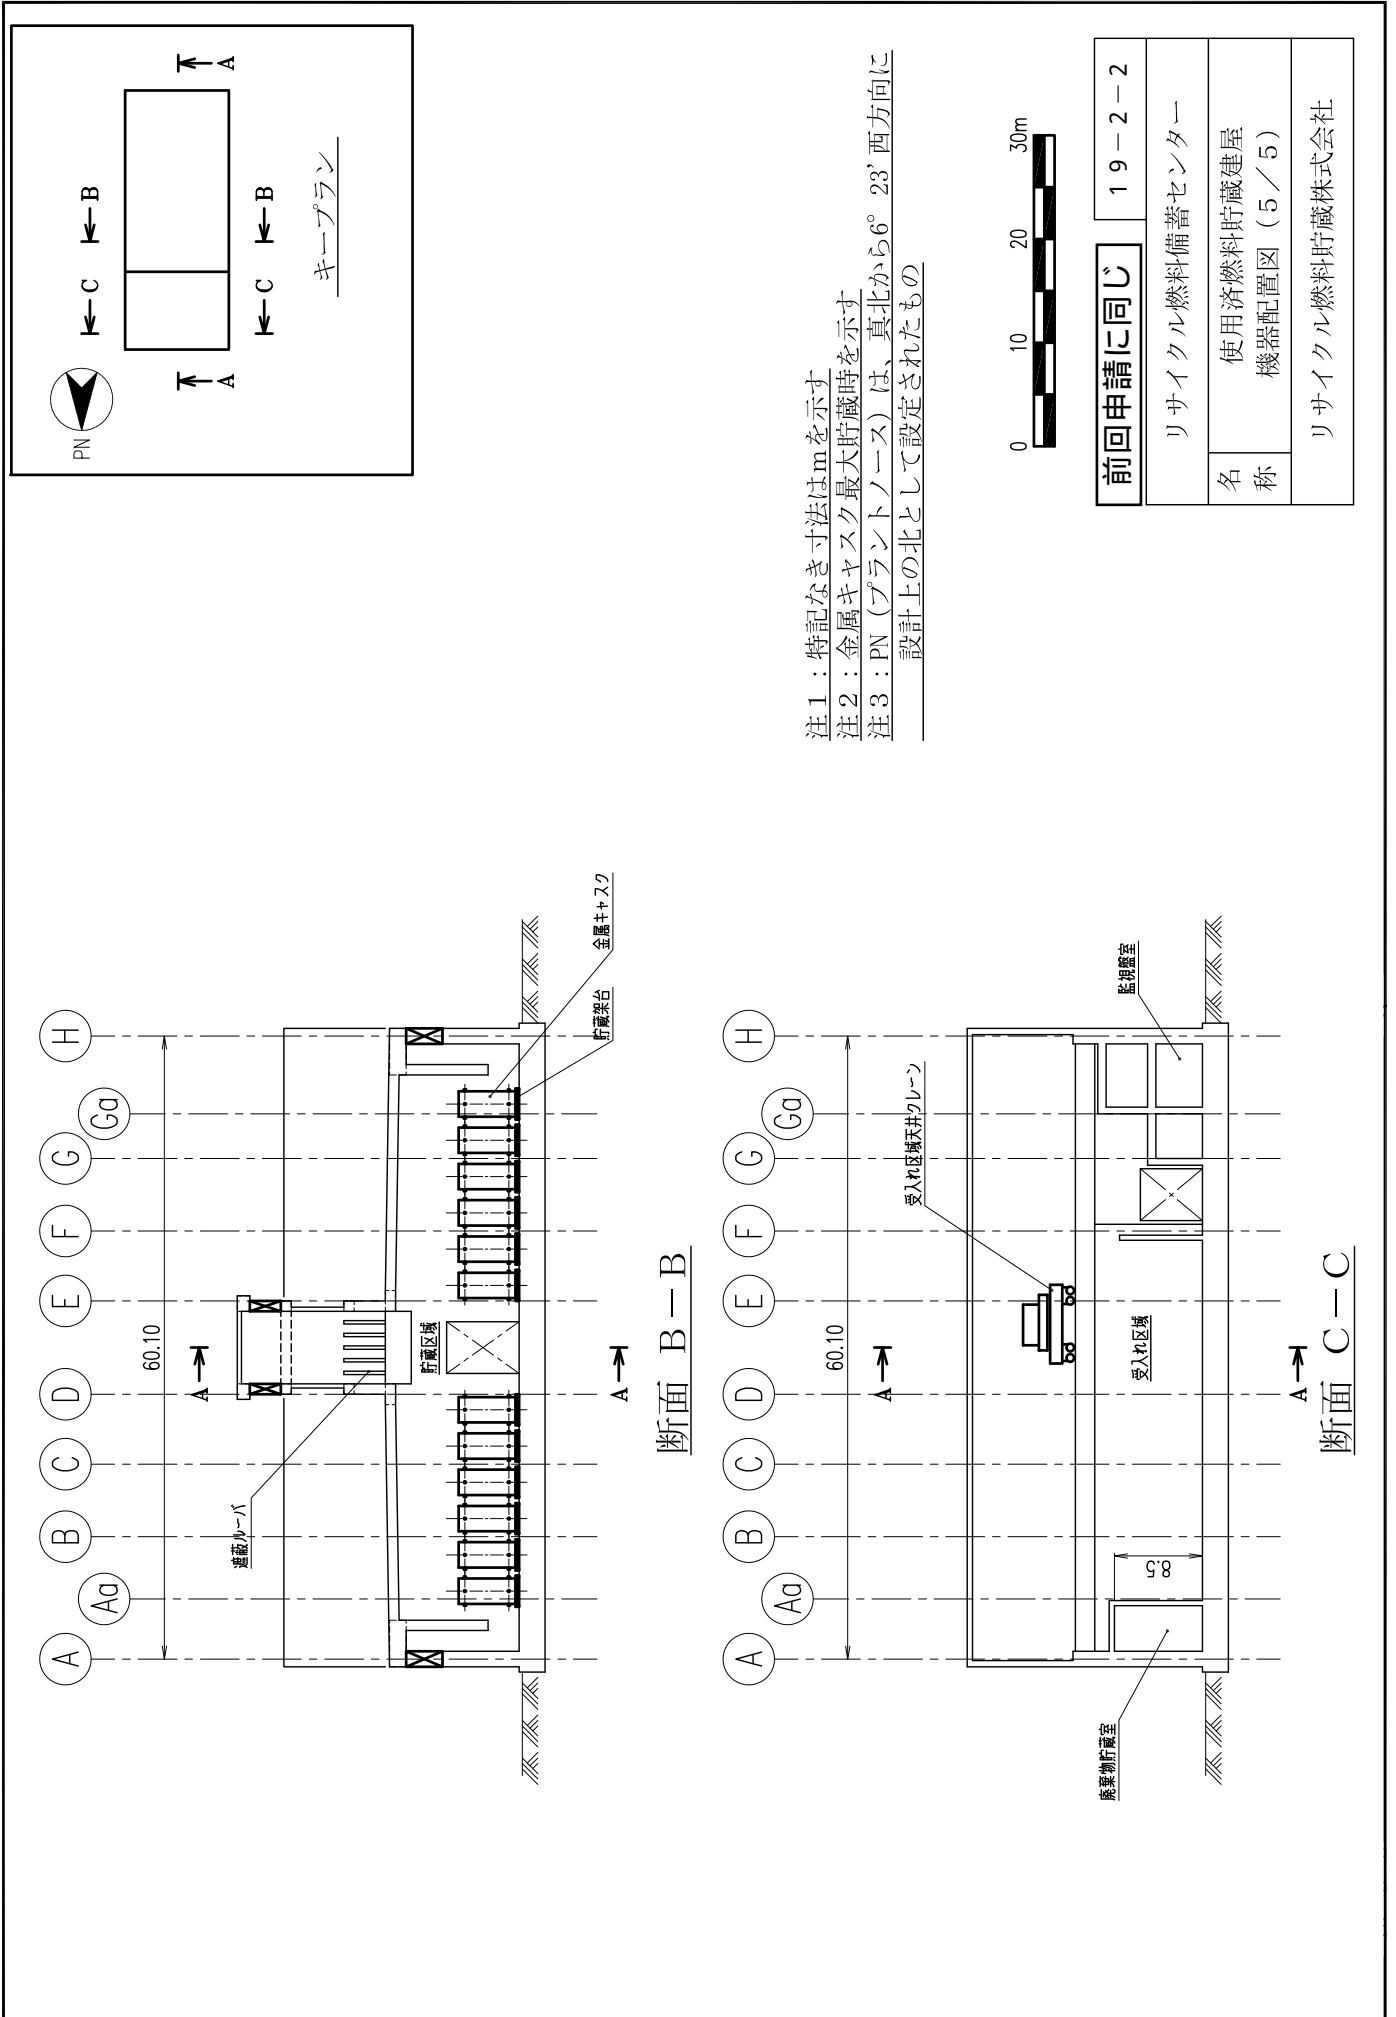 A
Aa
B
C
D
E
F
G
Ga
H
60.10
A
遮蔽ルーバ
貯蔵区域
金属キャスク
貯蔵架台
A
断面 B－B
A
Aa
B
C
D
E
F
G
Ga
H
60.10
A
受入れ区域天井クレーン
監視盤室
受入れ区域
8.5
廃棄物貯蔵室
A
断面 C－C
PN
C
B
A
A
C
B
キープラン
注１：特記なき寸法はmを示す
注２：金属キャスク最大貯蔵時を示す
注３：PN（プラントノース）は、真北から6°23’西方向に
設計上の北として設定されたもの
0
10
20
30m
前回申請に同じ
１９－２－２
リサイクル燃料備蓄センター
名称
使用済燃料貯蔵建屋
機器配置図（５／５）
リサイクル燃料貯蔵株式会社